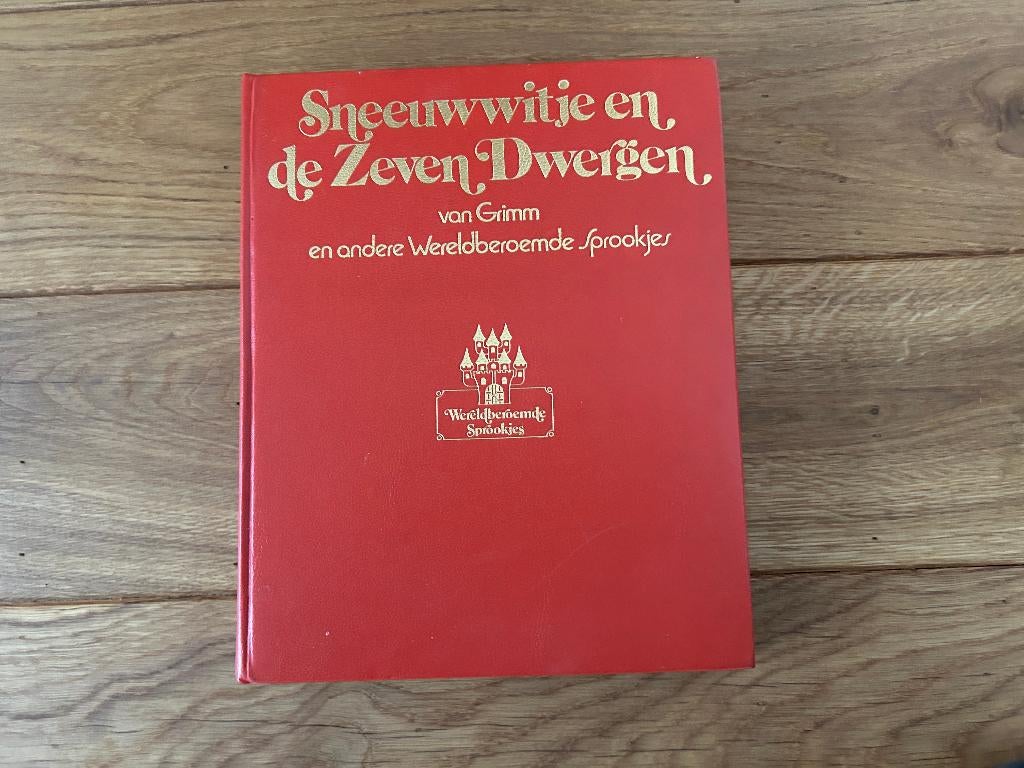 Sneeuwwitje en
de Zeven Dwergen
van Grimm
en andere Wereldberoemde Sprookjes
Wereldberoemde
Sprookjes